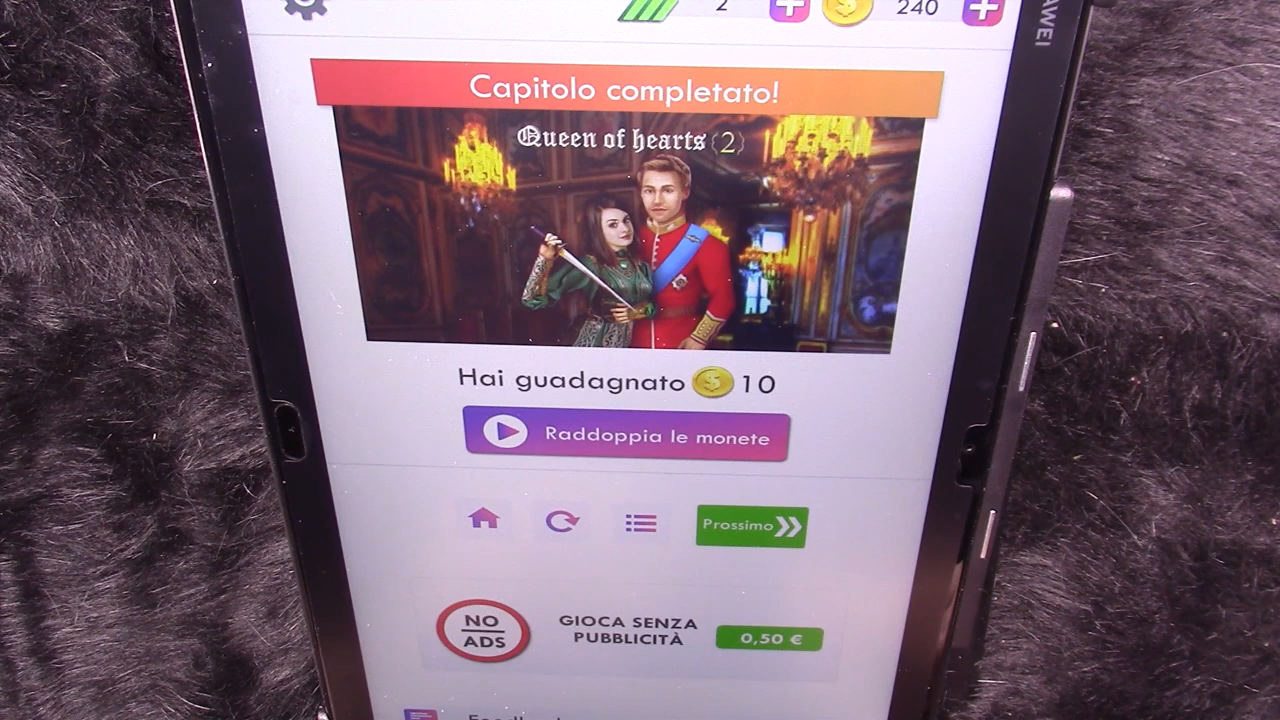 2
240
AWEI
Capitolo completato!
Queen of hearts {2}
Hai guadagnato 10
Raddoppia le monete
Prossimo
NO
ADS
GIOCA SENZA
PUBBLICITÀ
0,50 €